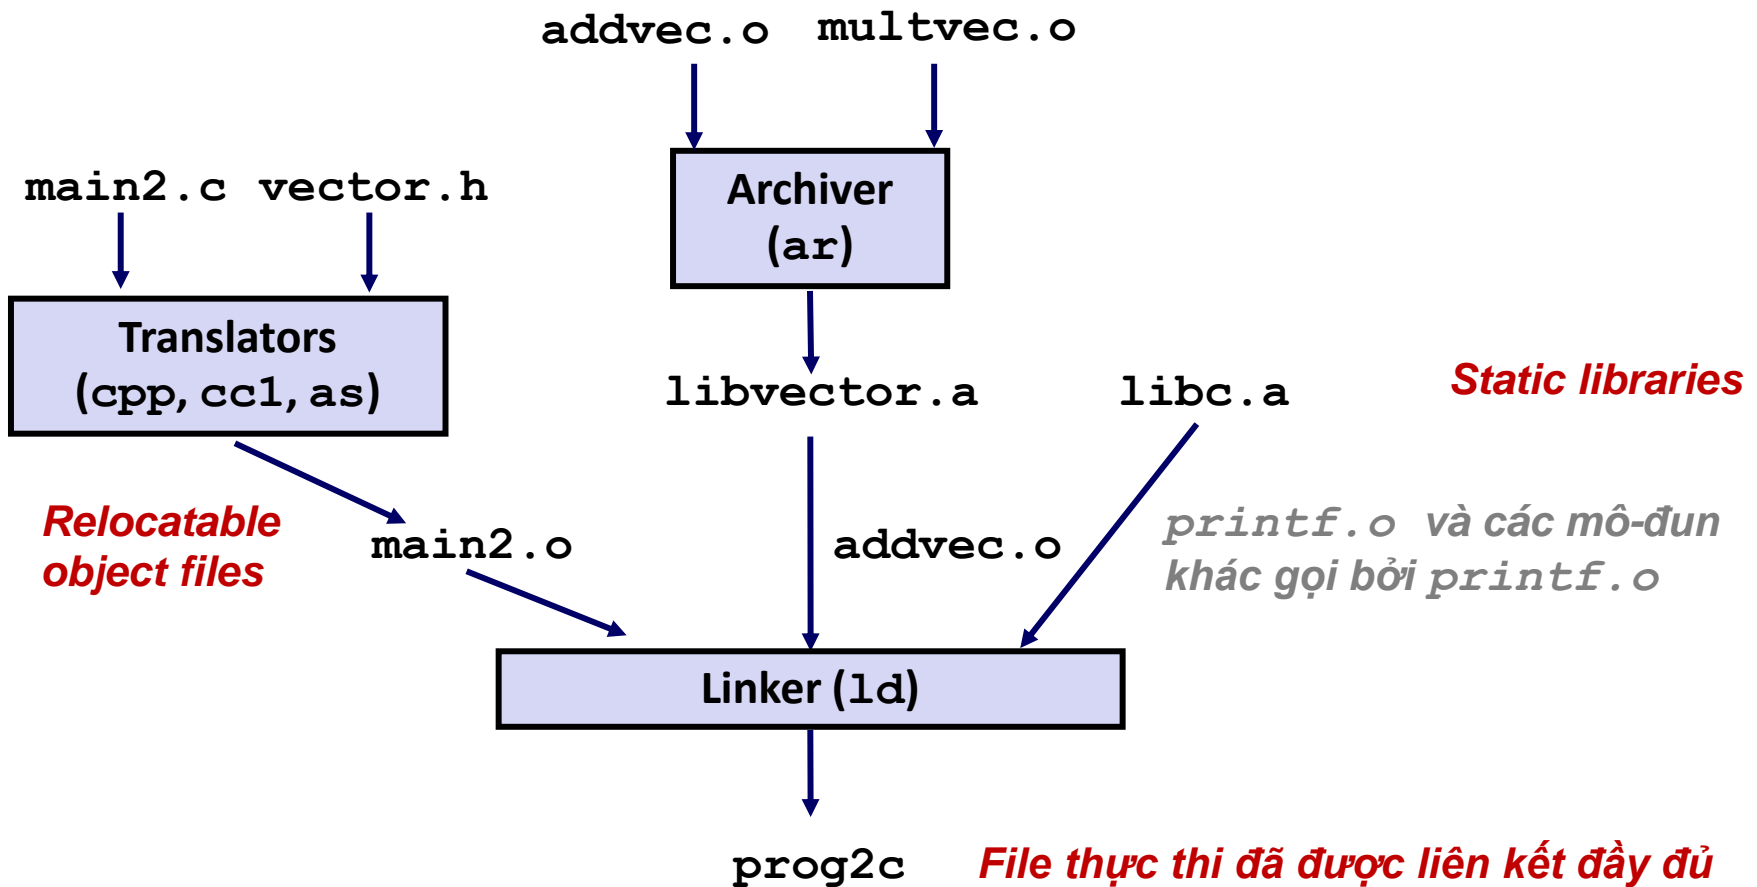 addvec.o multvec.o
main2.c vector.h
Archiver
(ar)
Translators
(cpp, cc1, as)
libvector.a
libc.a
Static libraries
Relocatable
object files
main2.o
addvec.o
printf.o và các mô-đun
khác gọi bởi printf.o
Linker (ld)
prog2c
File thực thi đã được liên kết đầy đủ